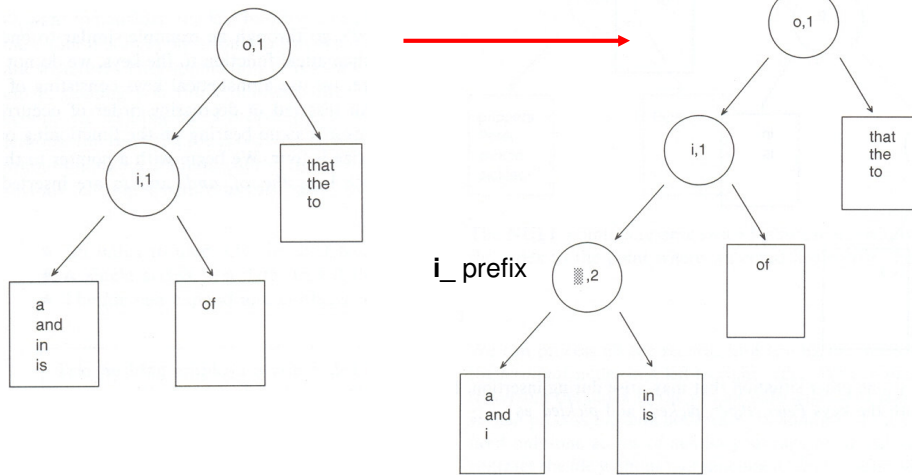 o,1
i,1
that
the
to
a
and
in
is
of
o,1
i,1
that
the
to
i_ prefix
▒,2
of
a
and
i
in
is